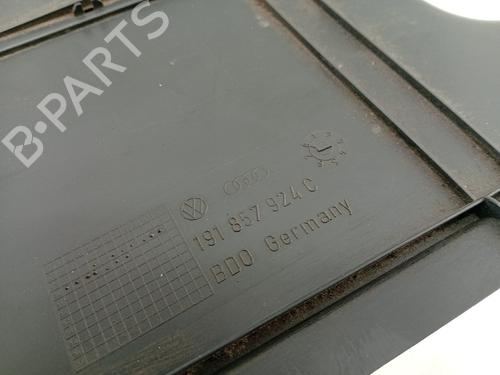 B-PARTS
191 857 924 C
BDO Germany